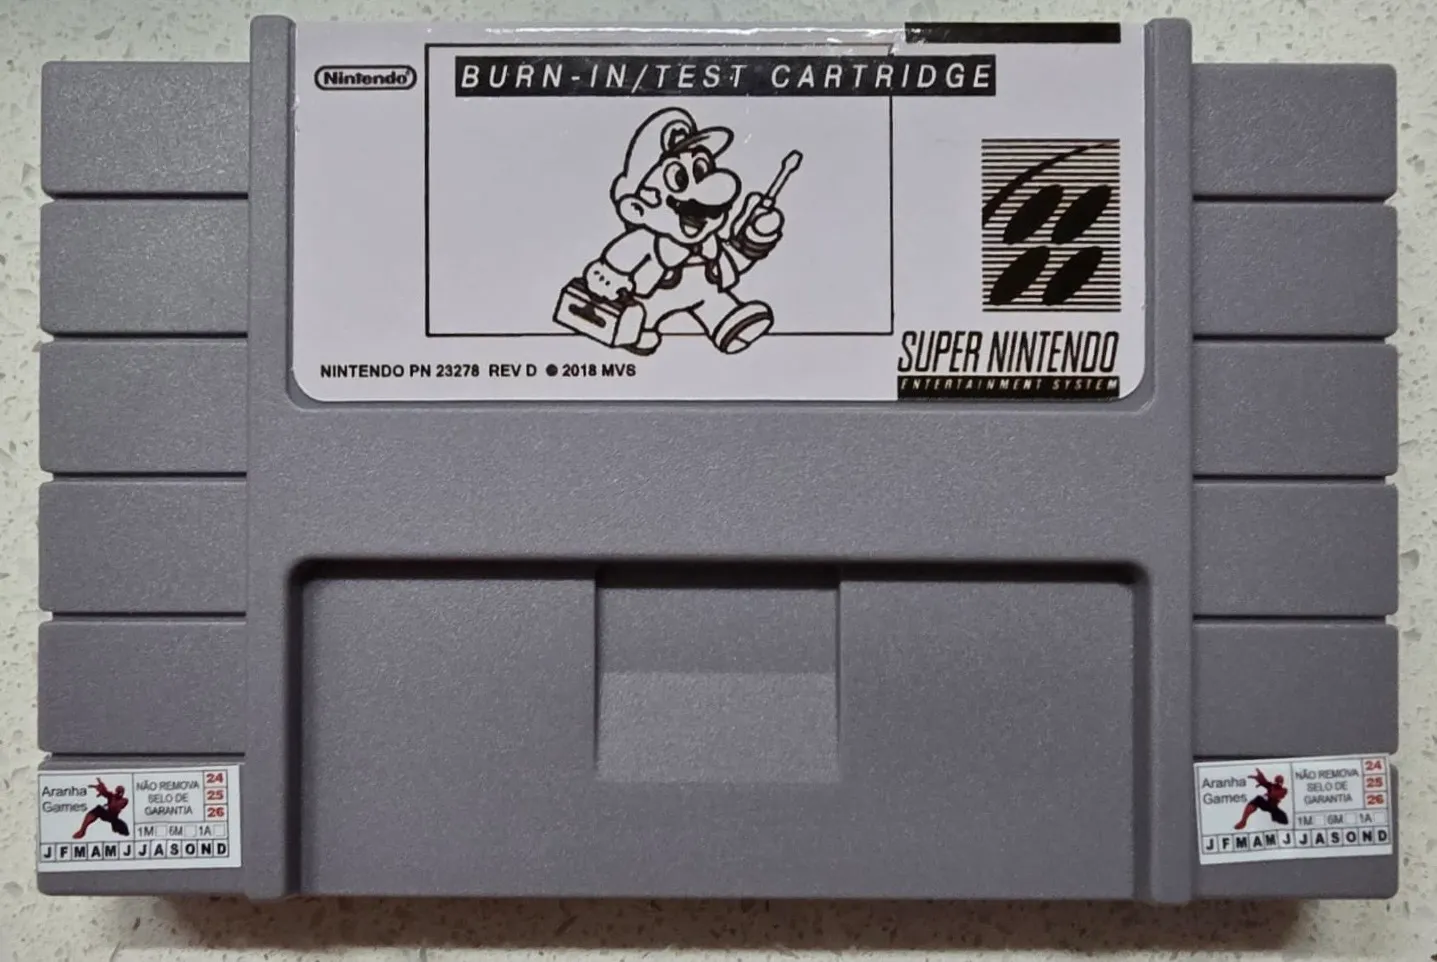 Nintendo®
BURN-IN/TEST CARTRIDGE
M
NINTENDO PN 23278 REV D © 2018 MVS
SUPER NINTENDO
ENTERTAINMENT SYSTEM
Aranha
Games
NÃO REMOVA
SELO DE
GARANTIA
24
25
26
1M 6M 1A
J F M A M J J A S O N D
Aranha
Games
NÃO REMOVA
SELO DE
GARANTIA
24
25
26
1M 6M 1A
J F M A M J J A S O N D